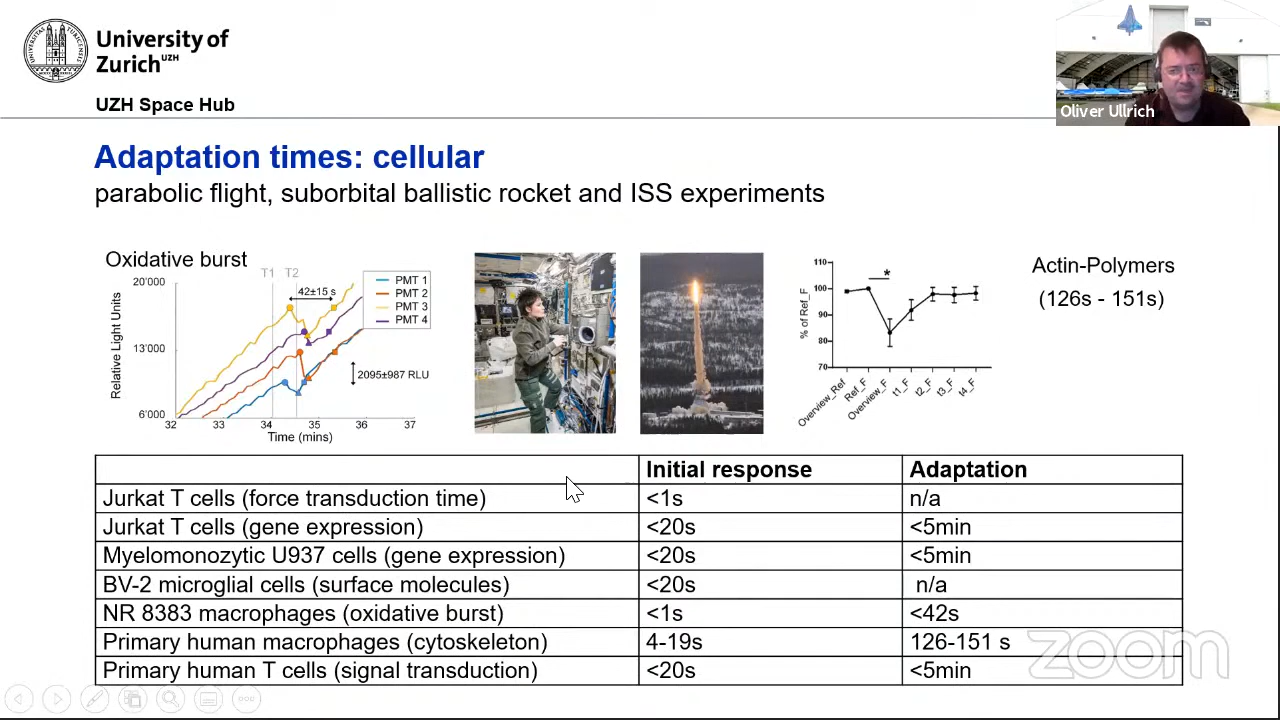 University of
Zurich UZH
UZH Space Hub
Oliver Ullrich
Adaptation times: cellular
parabolic flight, suborbital ballistic rocket and ISS experiments
Oxidative burst
T1 T2
42±15 s
PMT 1
PMT 2
PMT 3
PMT 4
2095±987 RLU
Relative Light Units
20'000
13'000
6'000
32 33 34 35 36 37
Time (mins)
% of Ref_F
110
100
90
80
70
*
Overview_Ref
Ref_F
Overview_F
t1_F
t2_F
t3_F
t4_F
Actin-Polymers
(126s - 151s)
Initial response Adaptation
Jurkat T cells (force transduction time) <1s n/a
Jurkat T cells (gene expression) <20s <5min
Myelomonozytic U937 cells (gene expression) <20s <5min
BV-2 microglial cells (surface molecules) <20s n/a
NR 8383 macrophages (oxidative burst) <1s <42s
Primary human macrophages (cytoskeleton) 4-19s 126-151 s
Primary human T cells (signal transduction) <20s <5min
zoom